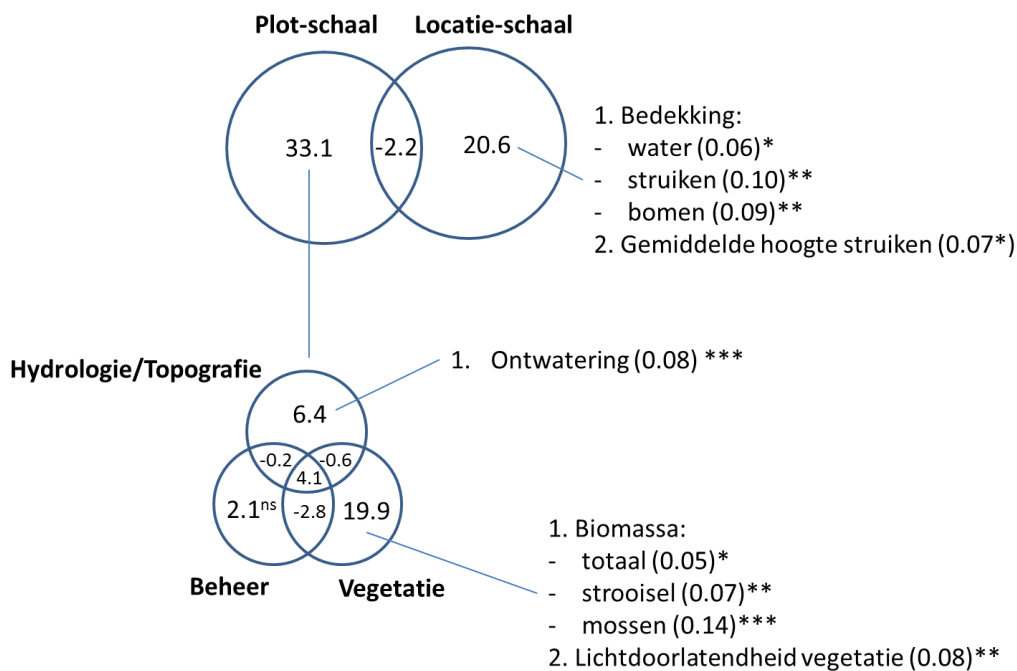 Plot-schaal Locatie-schaal
33.1 -2.2 20.6
1. Bedekking:
- water (0.06)*
- struiken (0.10)**
- bomen (0.09)**
2. Gemiddelde hoogte struiken (0.07*)
Hydrologie/Topografie
1. Ontwatering (0.08) ***
6.4
-0.2 -0.6
4.1
2.1ns -2.8 19.9
Beheer Vegetatie
1. Biomassa:
- totaal (0.05)*
- strooisel (0.07)**
- mossen (0.14)***
2. Lichtdoorlatendheid vegetatie (0.08)**